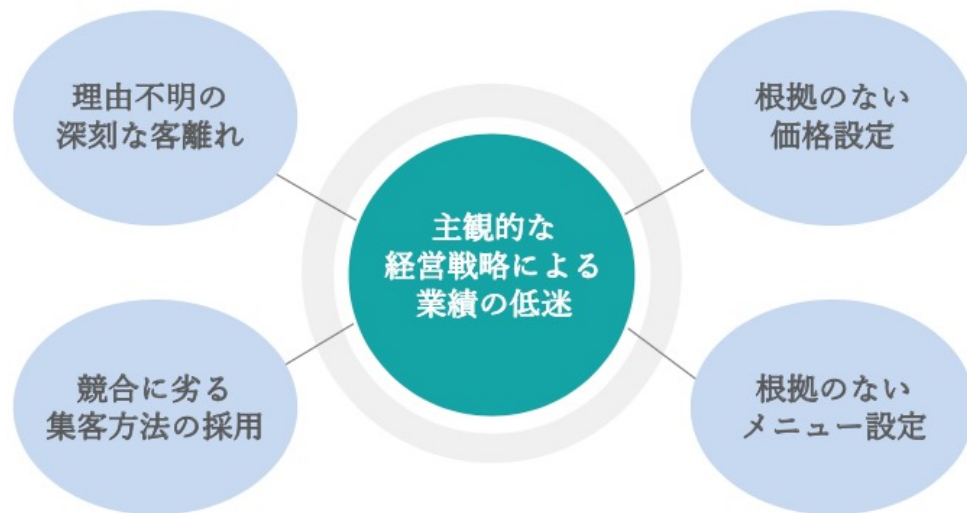 理由不明の
深刻な客離れ
根拠のない
価格設定
主観的な
経営戦略による
業績の低迷
競合に劣る
集客方法の採用
根拠のない
メニュー設定